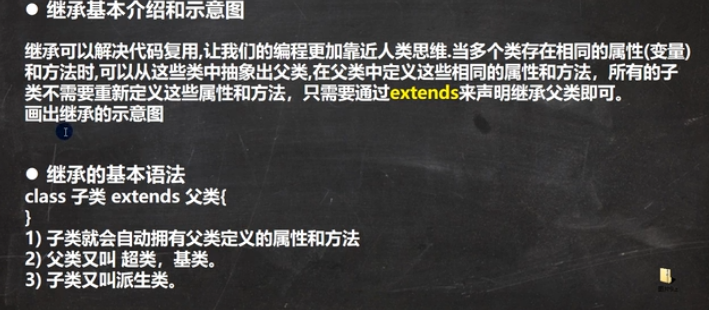 ● 继承基本介绍和示意图
继承可以解决代码复用,让我们的编程更加靠近人类思维.当多个类存在相同的属性(变量)
和方法时,可以从这些类中抽象出父类,在父类中定义这些相同的属性和方法，所有的子
类不需要重新定义这些属性和方法，只需要通过extends来声明继承父类即可。
画出继承的示意图
● 继承的基本语法
class 子类 extends 父类{
}
1) 子类就会自动拥有父类定义的属性和方法
2) 父类又叫 超类，基类。
3) 子类又叫派生类。